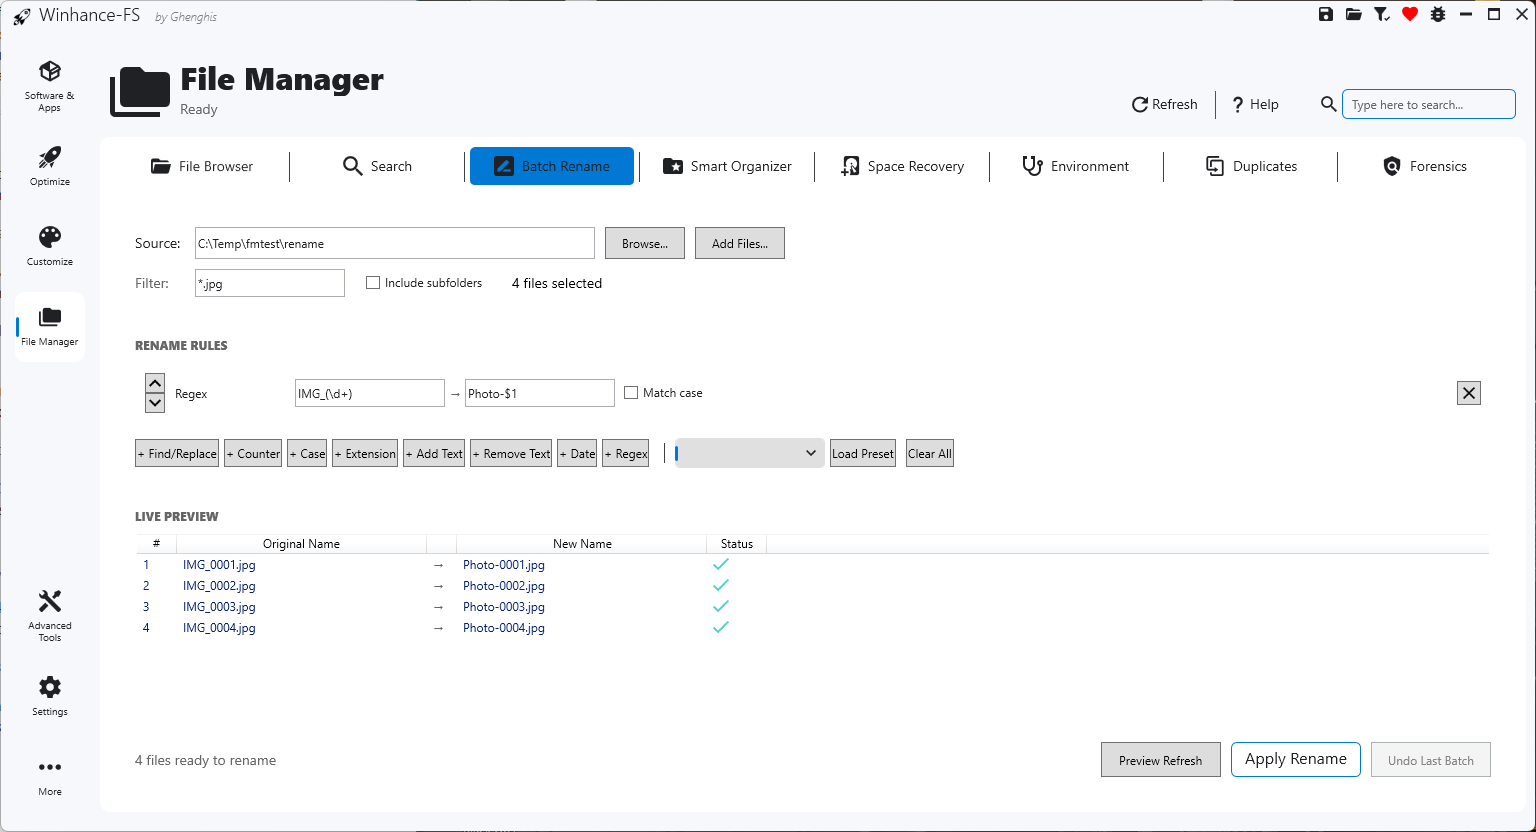 Winhance-FS by Ghenghis
Software & Apps
Optimize
Customize
File Manager
Advanced Tools
Settings
More
File Manager
Ready
Refresh
? Help
Type here to search...
File Browser
Search
Batch Rename
Smart Organizer
Space Recovery
Environment
Duplicates
Forensics
Source: C:\Temp\fmtest\rename Browse... Add Files...
Filter: *.jpg Include subfolders 4 files selected
RENAME RULES
Regex IMG_(\d+) → Photo-$1 Match case
+ Find/Replace + Counter + Case + Extension + Add Text + Remove Text + Date + Regex Load Preset Clear All
LIVE PREVIEW
# Original Name New Name Status
1 IMG_0001.jpg → Photo-0001.jpg
2 IMG_0002.jpg → Photo-0002.jpg
3 IMG_0003.jpg → Photo-0003.jpg
4 IMG_0004.jpg → Photo-0004.jpg
4 files ready to rename Preview Refresh Apply Rename Undo Last Batch